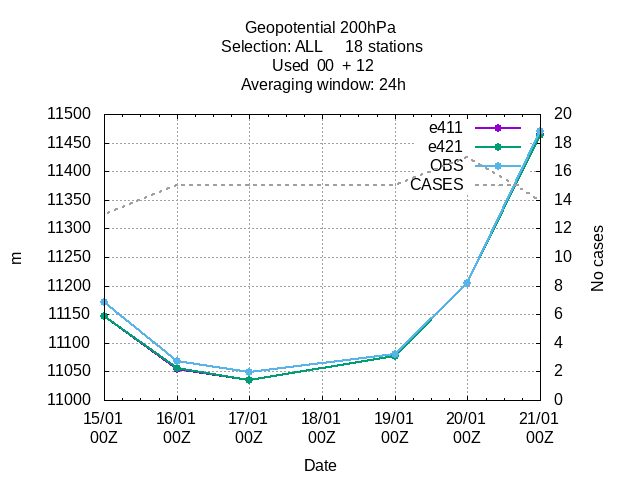 Geopotential 200hPa
Selection: ALL 18 stations
Used 00 + 12
Averaging window: 24h
11500
11450
11400
11350
11300
11250
11200
11150
11100
11050
11000
20
18
16
14
12
10
8
6
4
2
0
e411
e421
OBS
CASES
m
No cases
15/01 16/01 17/01 18/01 19/01 20/01 21/01
00Z 00Z 00Z 00Z 00Z 00Z 00Z
Date